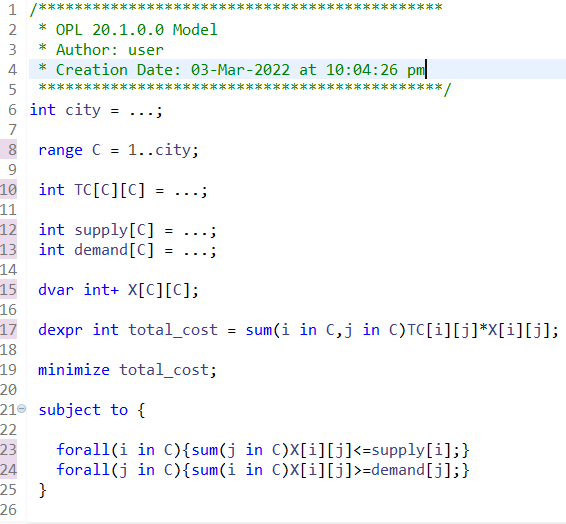 1 /********************************************
2 * OPL 20.1.0.0 Model
3 * Author: user
4 * Creation Date: 03-Mar-2022 at 10:04:26 pm
5 *********************************************/
6 int city = ...;
7
8 range C = 1..city;
9
10 int TC[C][C] = ...;
11
12 int supply[C] = ...;
13 int demand[C] = ...;
14
15 dvar int+ X[C][C];
16
17 dexpr int total_cost = sum(i in C,j in C)TC[i][j]*X[i][j];
18
19 minimize total_cost;
20
21 subject to {
22
23 forall(i in C){sum(j in C)X[i][j]<=supply[i];}
24 forall(j in C){sum(i in C)X[i][j]>=demand[j];}
25 }
26